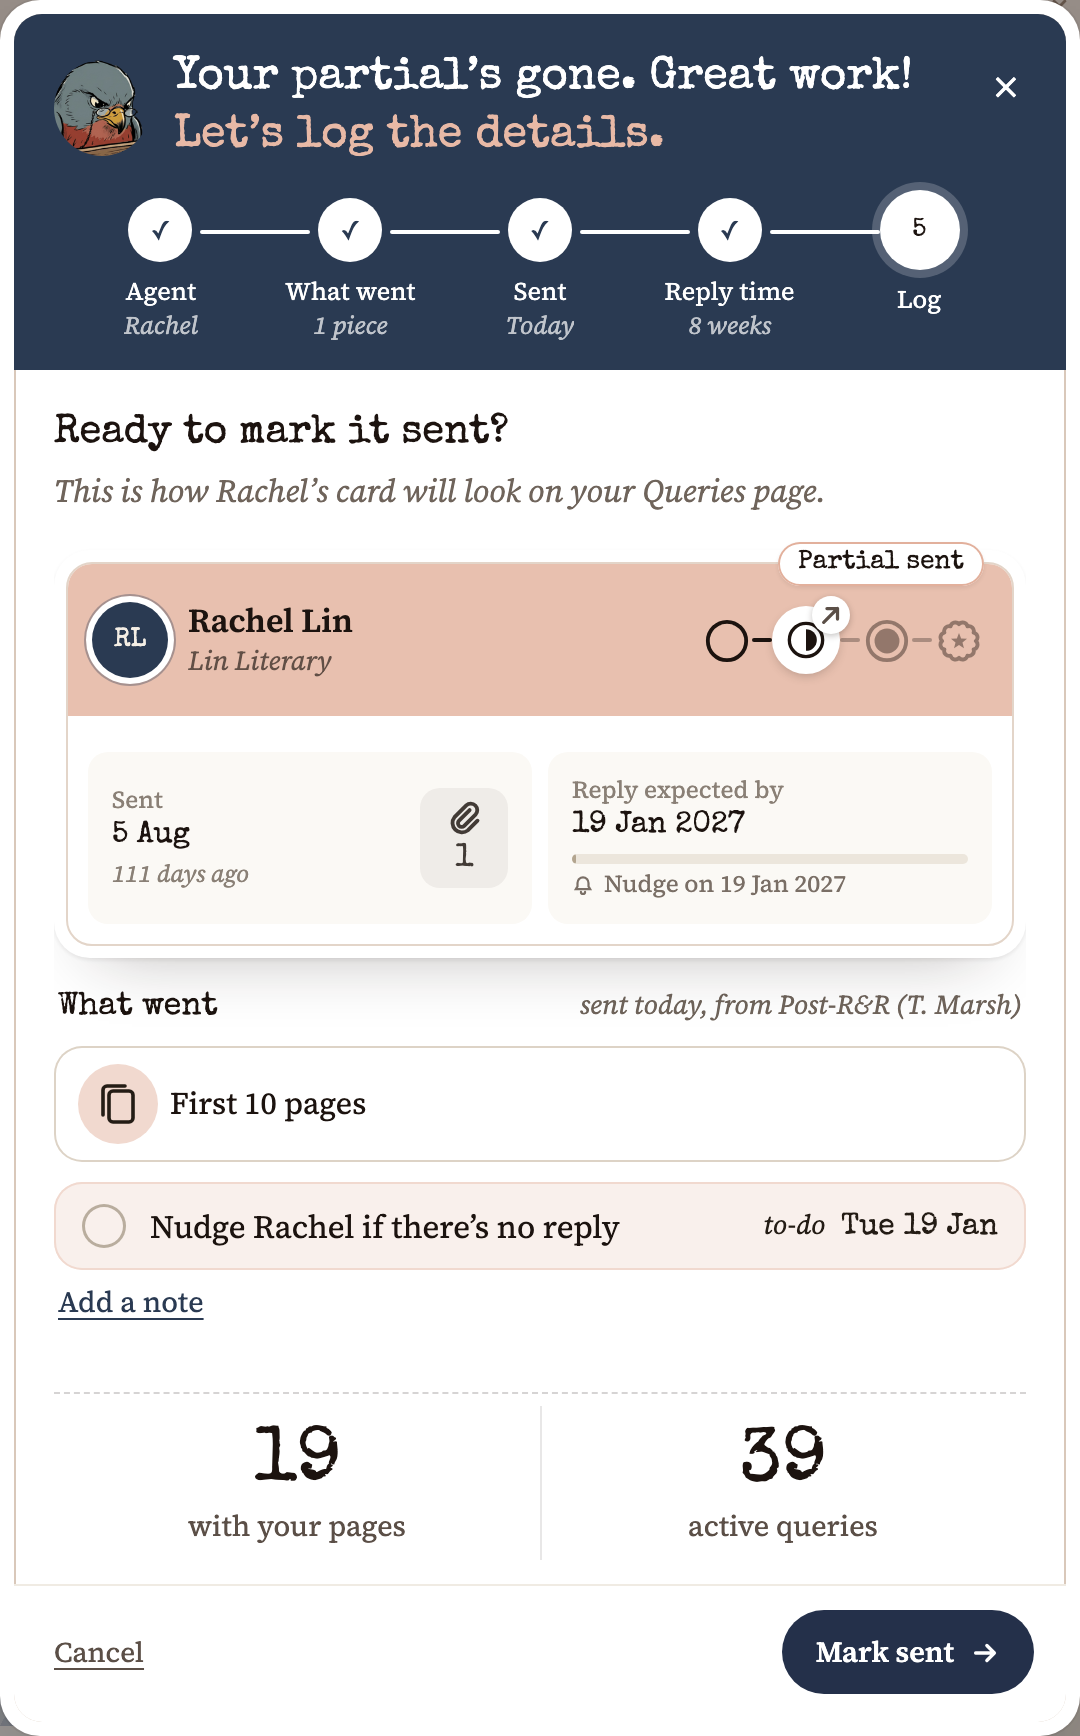 Your partial’s gone. Great work!
Let’s log the details.
✓ ✓ ✓ ✓ 5
Agent What went Sent Reply time Log
Rachel 1 piece Today 8 weeks
Ready to mark it sent?
This is how Rachel’s card will look on your Queries page.
Partial sent
RL
Rachel Lin
Lin Literary
Sent
5 Aug
111 days ago
1
Reply expected by
19 Jan 2027
Nudge on 19 Jan 2027
What went
sent today, from Post-R&R (T. Marsh)
First 10 pages
Nudge Rachel if there’s no reply
to-do Tue 19 Jan
Add a note
19
with your pages
39
active queries
Cancel
Mark sent →